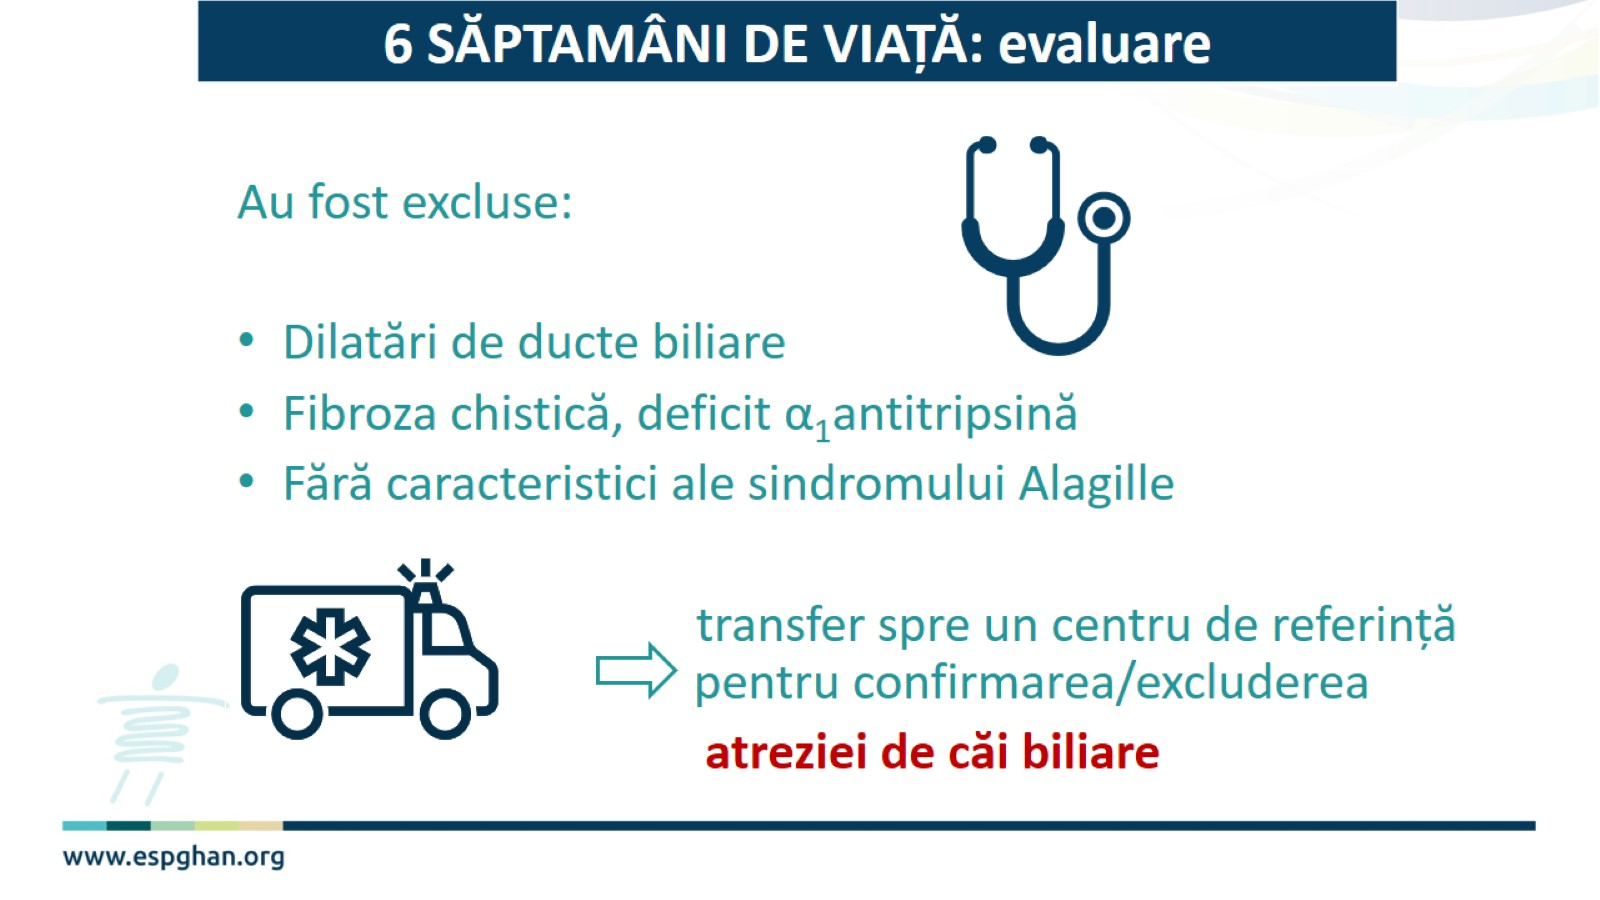 6 SĂPTAMÂNI DE VIAȚĂ: evaluare
Au fost excluse:
• Dilatări de ducte biliare
• Fibroza chistică, deficit α₁antitripsină
• Fără caracteristici ale sindromului Alagille
transfer spre un centru de referință
pentru confirmarea/excluderea
atreziei de căi biliare
www.espghan.org